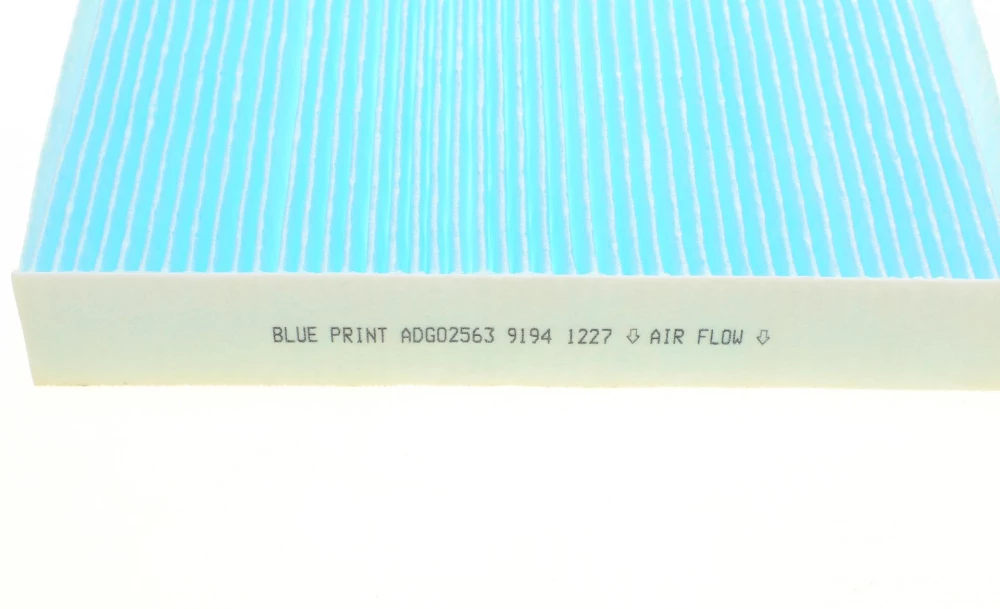 BLUE PRINT ADG02563 9194 1227 ⇩ AIR FLOW ⇩